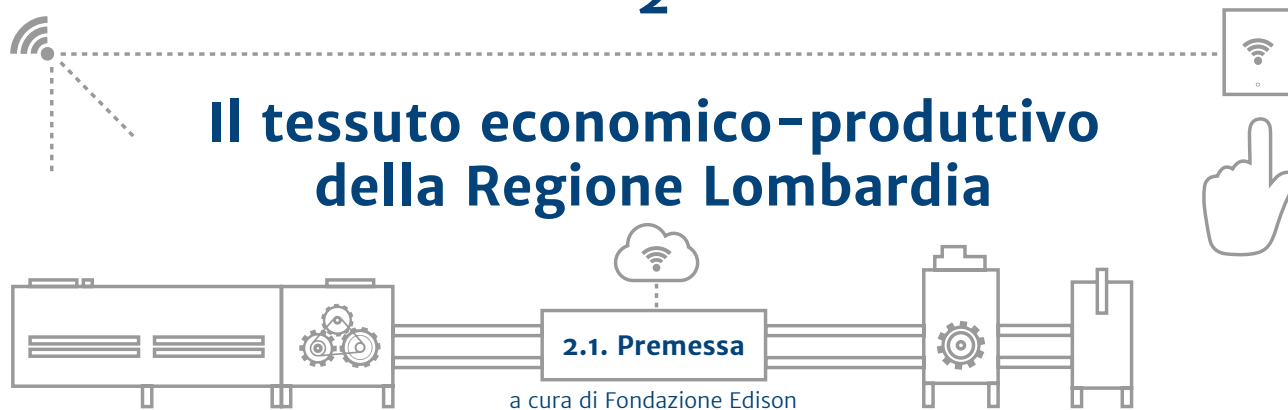 2
Il tessuto economico-produttivo
della Regione Lombardia
2.1. Premessa
a cura di Fondazione Edison